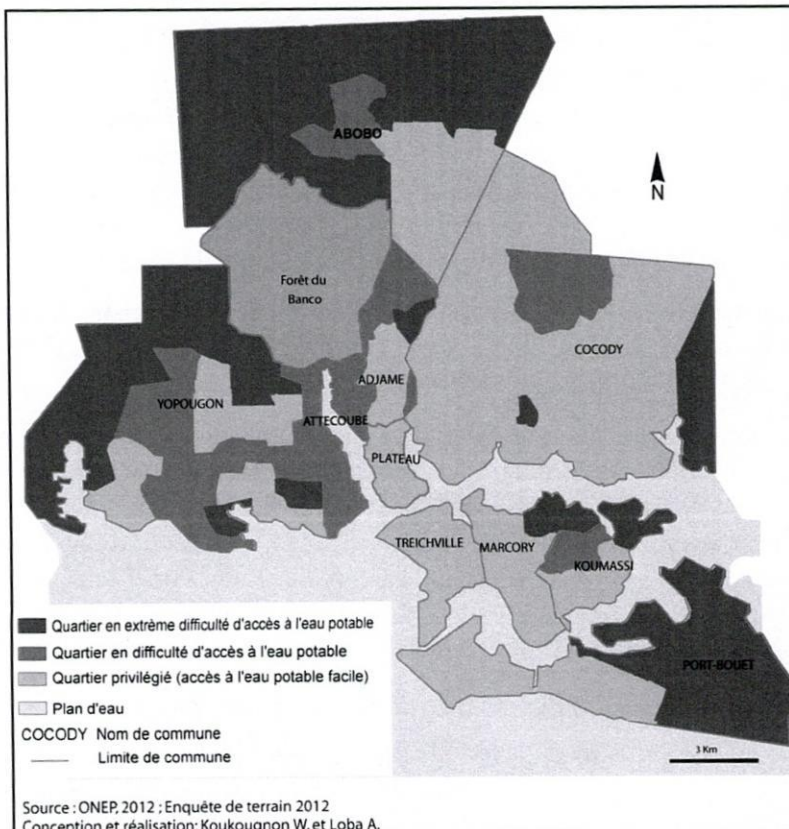 ABOBO
N
Forêt du
Banco
COCODY
ADJAME
YOPOUGON
ATTECOUBE
PLATEAU
TREICHVILLE
MARCORY
KOUMASSI
PORT-BOUET
Quartier en extrême difficulté d'accès à l'eau potable
Quartier en difficulté d'accès à l'eau potable
Quartier privilégié (accès à l'eau potable facile)
Plan d'eau
COCODY Nom de commune
Limite de commune
3 Km
Source : ONEP, 2012 ; Enquête de terrain 2012
Conception et réalisation: Koukougnon W. et Loba A.